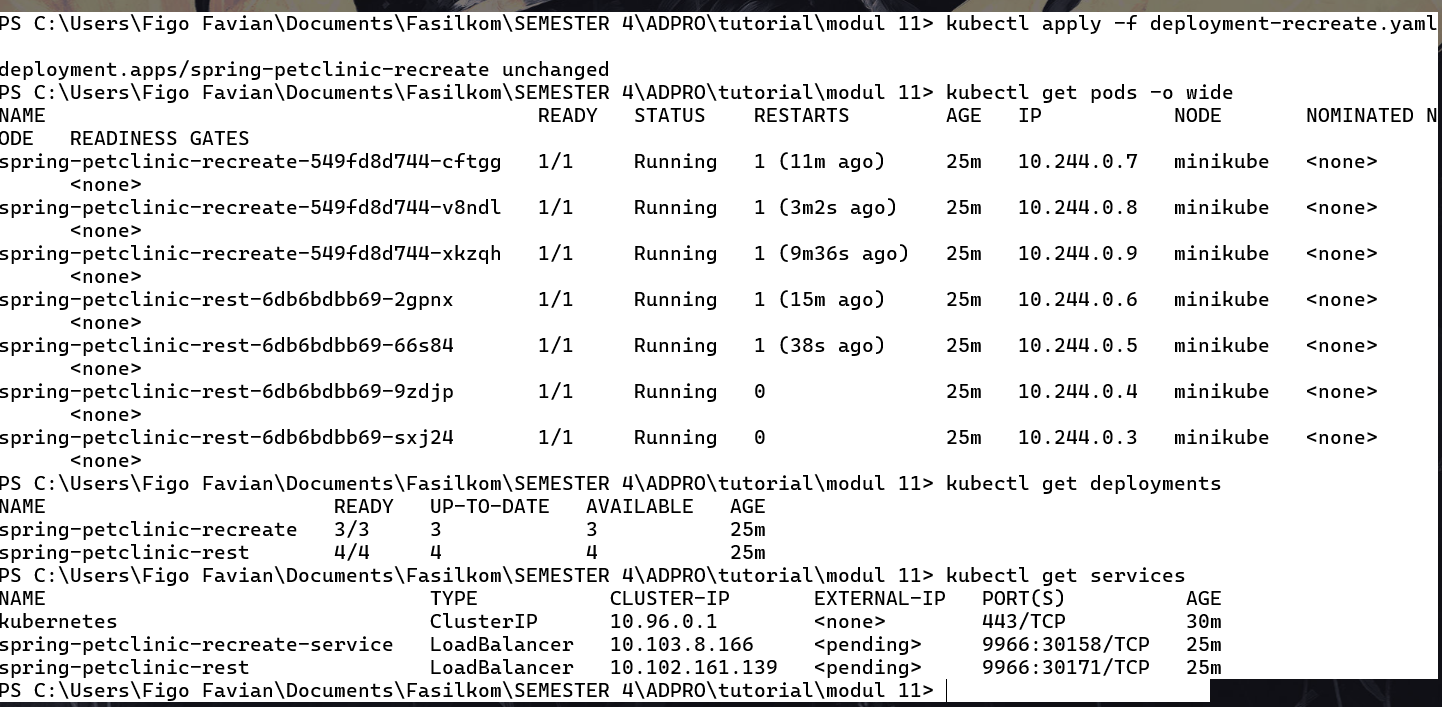 PS C:\Users\Figo Favian\Documents\Fasilkom\SEMESTER 4\ADPRO\tutorial\modul 11> kubectl apply -f deployment-recreate.yaml
deployment.apps/spring-petclinic-recreate unchanged
PS C:\Users\Figo Favian\Documents\Fasilkom\SEMESTER 4\ADPRO\tutorial\modul 11> kubectl get pods -o wide
NAME                                         READY   STATUS    RESTARTS        AGE   IP           NODE       NOMINATED N
ODE   READINESS GATES
spring-petclinic-recreate-549fd8d744-cftgg   1/1     Running   1 (11m ago)     25m   10.244.0.7   minikube   <none>
      <none>
spring-petclinic-recreate-549fd8d744-v8ndl   1/1     Running   1 (3m2s ago)    25m   10.244.0.8   minikube   <none>
      <none>
spring-petclinic-recreate-549fd8d744-xkzqh   1/1     Running   1 (9m36s ago)   25m   10.244.0.9   minikube   <none>
      <none>
spring-petclinic-rest-6db6bdbb69-2gpnx       1/1     Running   1 (15m ago)     25m   10.244.0.6   minikube   <none>
      <none>
spring-petclinic-rest-6db6bdbb69-66s84       1/1     Running   1 (38s ago)     25m   10.244.0.5   minikube   <none>
      <none>
spring-petclinic-rest-6db6bdbb69-9zdjp       1/1     Running   0               25m   10.244.0.4   minikube   <none>
      <none>
spring-petclinic-rest-6db6bdbb69-sxj24       1/1     Running   0               25m   10.244.0.3   minikube   <none>
      <none>
PS C:\Users\Figo Favian\Documents\Fasilkom\SEMESTER 4\ADPRO\tutorial\modul 11> kubectl get deployments
NAME                        READY   UP-TO-DATE   AVAILABLE   AGE
spring-petclinic-recreate   3/3     3            3           25m
spring-petclinic-rest       4/4     4            4           25m
PS C:\Users\Figo Favian\Documents\Fasilkom\SEMESTER 4\ADPRO\tutorial\modul 11> kubectl get services
NAME                                TYPE           CLUSTER-IP       EXTERNAL-IP   PORT(S)          AGE
kubernetes                          ClusterIP      10.96.0.1        <none>        443/TCP          30m
spring-petclinic-recreate-service   LoadBalancer   10.103.8.166     <pending>     9966:30158/TCP   25m
spring-petclinic-rest               LoadBalancer   10.102.161.139   <pending>     9966:30171/TCP   25m
PS C:\Users\Figo Favian\Documents\Fasilkom\SEMESTER 4\ADPRO\tutorial\modul 11>